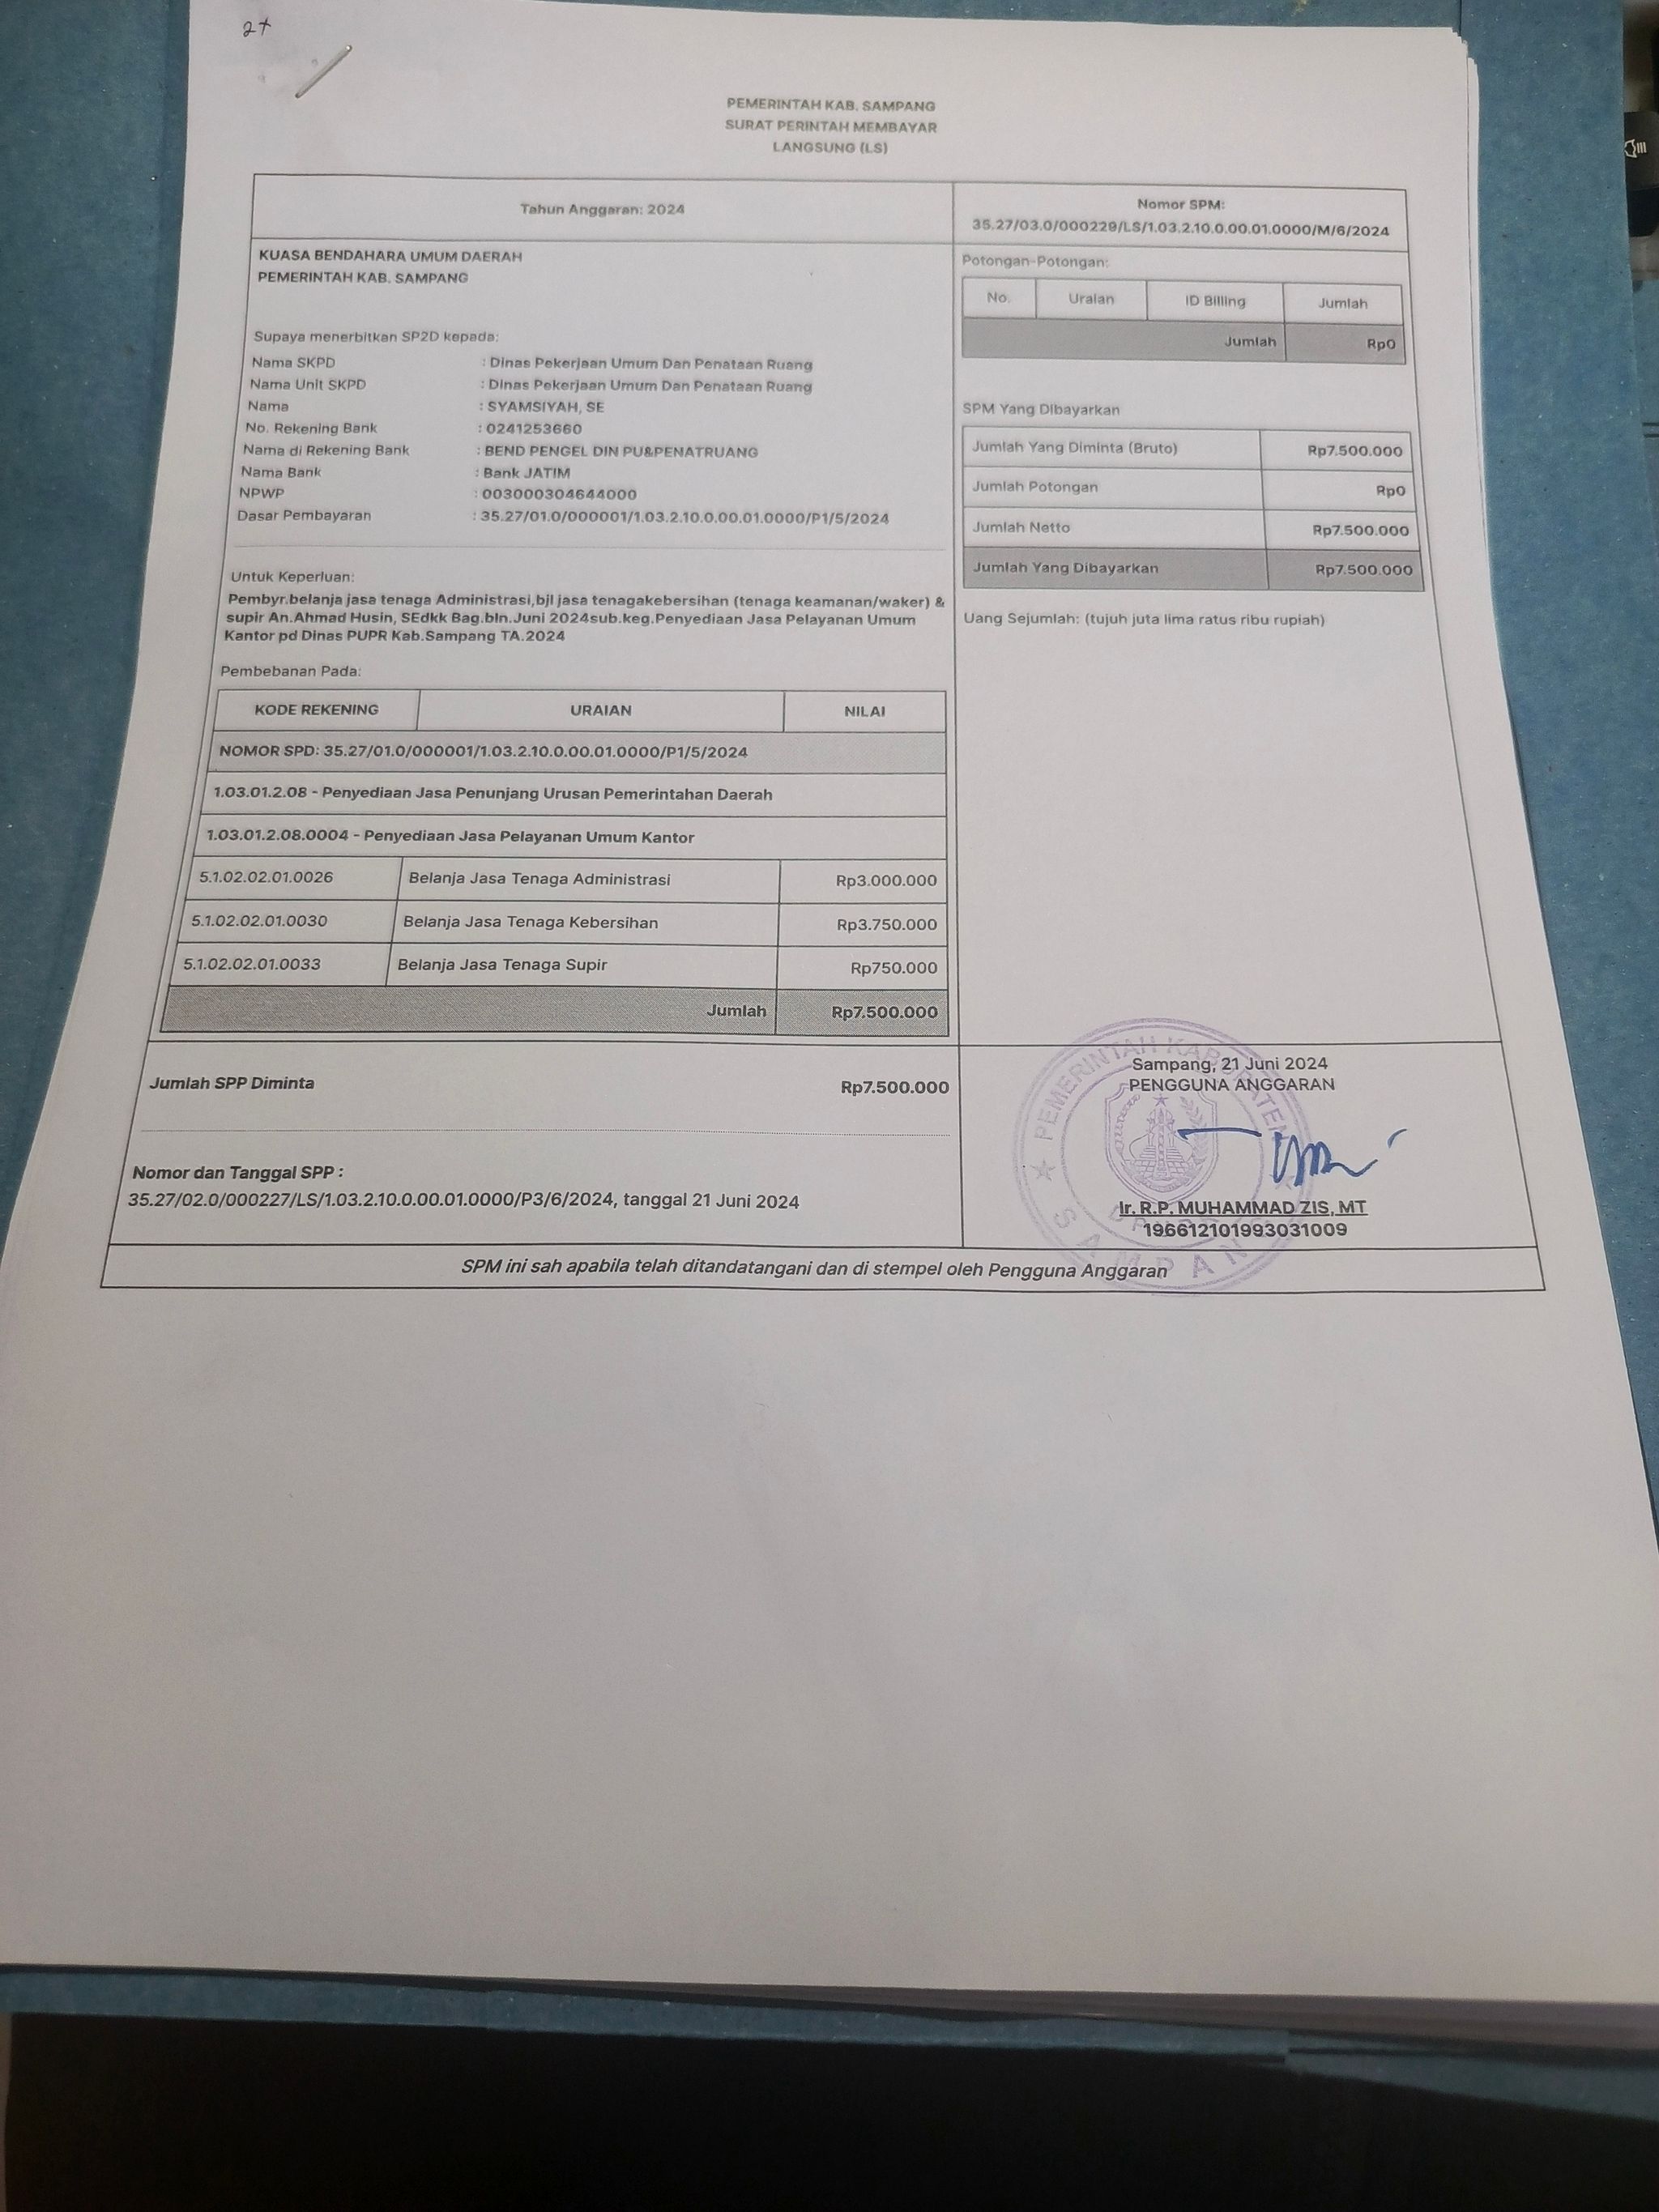 2+
PEMERINTAH KAB. SAMPANG
SURAT PERINTAH MEMBAYAR
LANGSUNG (LS)
Tahun Anggaran: 2024
Nomor SPM:
35.27/03.0/000229/LS/1.03.2.10.0.00.01.0000/M/6/2024
KUASA BENDAHARA UMUM DAERAH
PEMERINTAH KAB. SAMPANG
Supaya menerbitkan SP2D kepada:
Nama SKPD : Dinas Pekerjaan Umum Dan Penataan Ruang
Nama Unit SKPD : Dinas Pekerjaan Umum Dan Penataan Ruang
Nama : SYAMSIYAH, SE
No. Rekening Bank : 0241253660
Nama di Rekening Bank : BEND PENGEL DIN PU&PENATRUANG
Nama Bank : Bank JATIM
NPWP : 003000304644000
Dasar Pembayaran : 35.27/01.0/000001/1.03.2.10.0.00.01.0000/P1/5/2024
Untuk Keperluan:
Pembyr.belanja jasa tenaga Administrasi,bjl jasa tenagakebersihan (tenaga keamanan/waker) &
supir An.Ahmad Husin, SEdkk Bag.bln.Juni 2024sub.keg.Penyediaan Jasa Pelayanan Umum
Kantor pd Dinas PUPR Kab.Sampang TA.2024
Pembebanan Pada:
KODE REKENING URAIAN NILAI
NOMOR SPD: 35.27/01.0/000001/1.03.2.10.0.00.01.0000/P1/5/2024
1.03.01.2.08 - Penyediaan Jasa Penunjang Urusan Pemerintahan Daerah
1.03.01.2.08.0004 - Penyediaan Jasa Pelayanan Umum Kantor
5.1.02.02.01.0026 Belanja Jasa Tenaga Administrasi Rp3.000.000
5.1.02.02.01.0030 Belanja Jasa Tenaga Kebersihan Rp3.750.000
5.1.02.02.01.0033 Belanja Jasa Tenaga Supir Rp750.000
Jumlah Rp7.500.000
Potongan-Potongan:
No. Uraian ID Billing Jumlah
Jumlah Rp0
SPM Yang Dibayarkan
Jumlah Yang Diminta (Bruto) Rp7.500.000
Jumlah Potongan Rp0
Jumlah Netto Rp7.500.000
Jumlah Yang Dibayarkan Rp7.500.000
Uang Sejumlah: (tujuh juta lima ratus ribu rupiah)
Jumlah SPP Diminta Rp7.500.000
Nomor dan Tanggal SPP :
35.27/02.0/000227/LS/1.03.2.10.0.00.01.0000/P3/6/2024, tanggal 21 Juni 2024
Sampang, 21 Juni 2024
PENGGUNA ANGGARAN
PEMERINTAH KABUPATEN
SAMPANG
Ir. R.P. MUHAMMAD ZIS, MT
196612101993031009
SPM ini sah apabila telah ditandatangani dan di stempel oleh Pengguna Anggaran